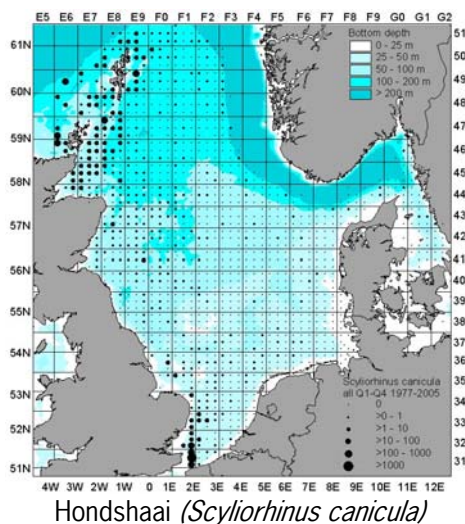 E5 E6 E7 E8 E9 F0 F1 F2 F3 F4 F5 F6 F7 F8 F9 G0 G1 G2
61N 51
Bottom depth
0 - 25 m
25 - 50 m
50 - 100 m
100 - 200 m
> 200 m
50
60N 49
48
59N 47
46
58N 45
44
57N 43
42
56N 41
40
55N 39
38
54N 37
36
53N 35
34
52N 33
32
51N 31
Scyliorhinus canicula
all Q1-Q4 1977-2005
0
>0 - 1
>1 - 10
>10 - 100
>100 - 1000
>1000
4W 3W 2W 1W 0 1E 2E 3E 4E 5E 6E 7E 8E 9E 10E 11E 12E
Hondshaai (Scyliorhinus canicula)